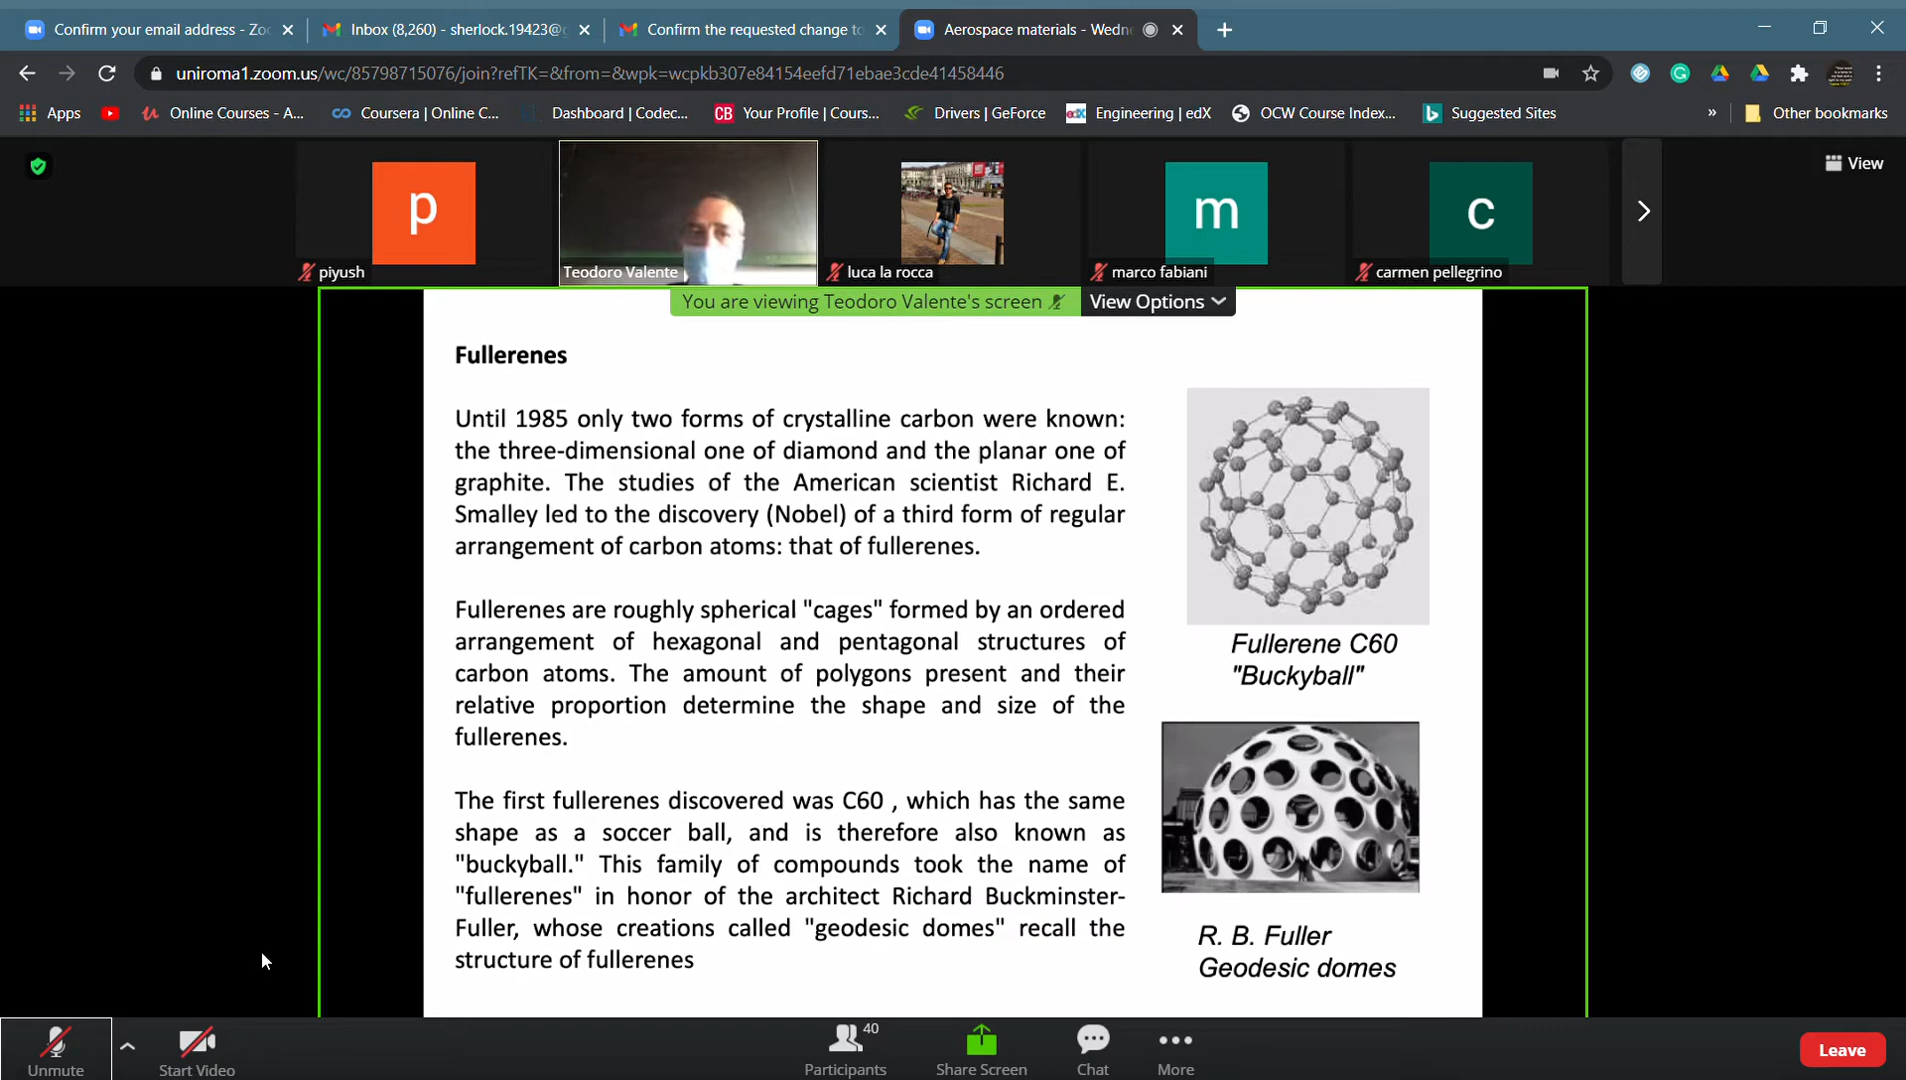 Confirm your email address - Zoo
Inbox (8,260) - sherlock.19423@g
Confirm the requested change to
Aerospace materials - Wedne
uniroma1.zoom.us/wc/85798715076/join?refTK=&from=&wpk=wcpkb307e84154eefd71ebae3cde41458446
Apps
Online Courses - A...
Coursera | Online C...
Dashboard | Codec...
CB
Your Profile | Cours...
Drivers | GeForce
edX
Engineering | edX
OCW Course Index...
Suggested Sites
»
Other bookmarks
View
p
m
c
piyush
Teodoro Valente
luca la rocca
marco fabiani
carmen pellegrino
You are viewing Teodoro Valente's screen
View Options
Fullerenes
Until 1985 only two forms of crystalline carbon were known:
the three-dimensional one of diamond and the planar one of
graphite. The studies of the American scientist Richard E.
Smalley led to the discovery (Nobel) of a third form of regular
arrangement of carbon atoms: that of fullerenes.
Fullerenes are roughly spherical "cages" formed by an ordered
arrangement of hexagonal and pentagonal structures of
carbon atoms. The amount of polygons present and their
relative proportion determine the shape and size of the
fullerenes.
The first fullerenes discovered was C60 , which has the same
shape as a soccer ball, and is therefore also known as
"buckyball." This family of compounds took the name of
"fullerenes" in honor of the architect Richard Buckminster-
Fuller, whose creations called "geodesic domes" recall the
structure of fullerenes
Fullerene C60
"Buckyball"
R. B. Fuller
Geodesic domes
Unmute
Start Video
40
Participants
Share Screen
Chat
More
Leave